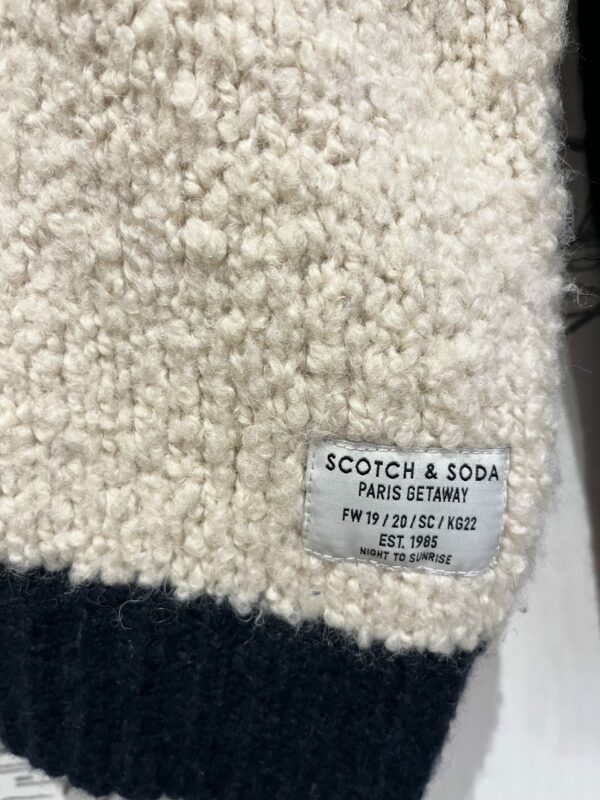 SCOTCH & SODA
PARIS GETAWAY
FW 19 / 20 / SC / KG22
EST. 1985
NIGHT TO SUNRISE